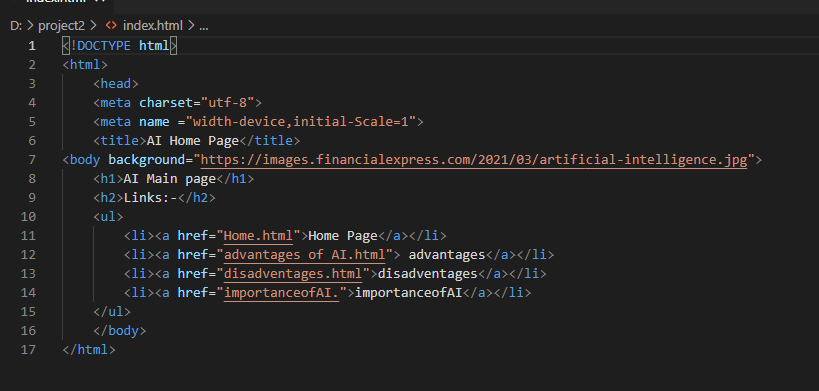 D: > project2 > <> index.html > ...
1 <!DOCTYPE html>
2 <html>
3 <head>
4 <meta charset="utf-8">
5 <meta name ="width-device,initial-Scale=1">
6 <title>AI Home Page</title>
7 <body background="https://images.financialexpress.com/2021/03/artificial-intelligence.jpg">
8 <h1>AI Main page</h1>
9 <h2>Links:-</h2>
10 <ul>
11 <li><a href="Home.html">Home Page</a></li>
12 <li><a href="advantages of AI.html"> advantages</a></li>
13 <li><a href="disadventages.html">disadventages</a></li>
14 <li><a href="importanceofAI.">importanceofAI</a></li>
15 </ul>
16 </body>
17 </html>